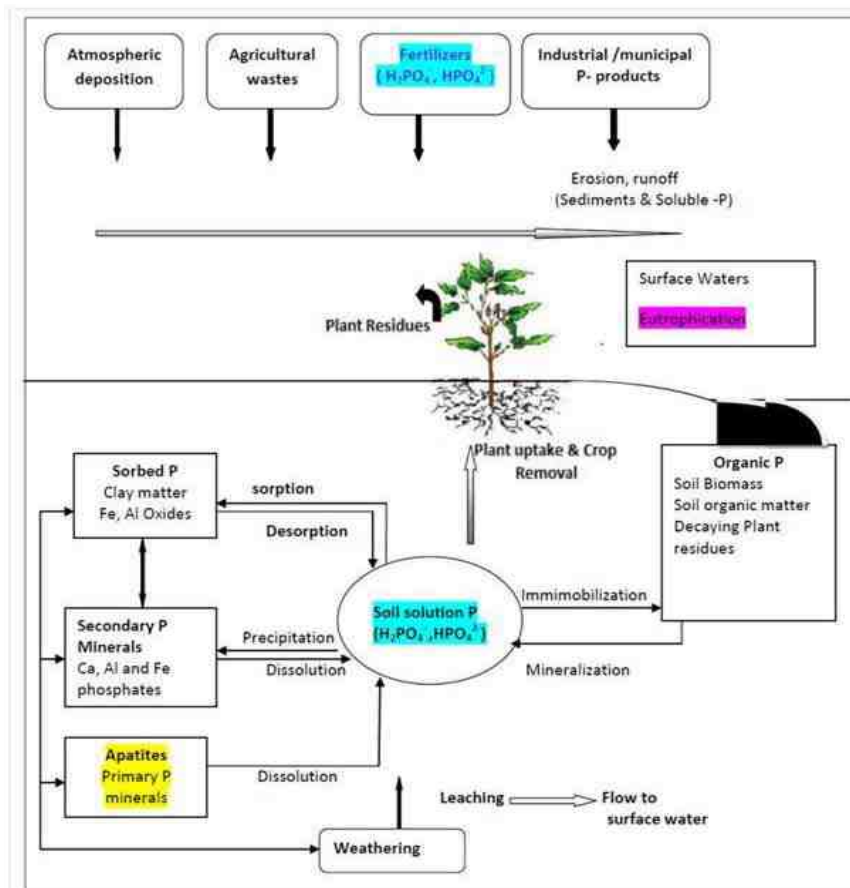 Atmospheric
deposition
Agricultural
wastes
Fertilizers
( H₂PO₄⁻, HPO₄²⁻)
Industrial /municipal
P- products
Erosion, runoff
(Sediments & Soluble -P)
Surface Waters
Eutrophication
Plant Residues
Plant uptake & Crop
Removal
Organic P
Soil Biomass
Soil organic matter
Decaying Plant
residues
Sorbed P
Clay matter
Fe, Al Oxides
sorption
Desorption
Soil solution P
(H₂PO₄⁻,HPO₄²⁻)
Immimobilization
Mineralization
Secondary P
Minerals
Ca, Al and Fe
phosphates
Precipitation
Dissolution
Apatites
Primary P
minerals
Dissolution
Leaching
Flow to
surface water
Weathering